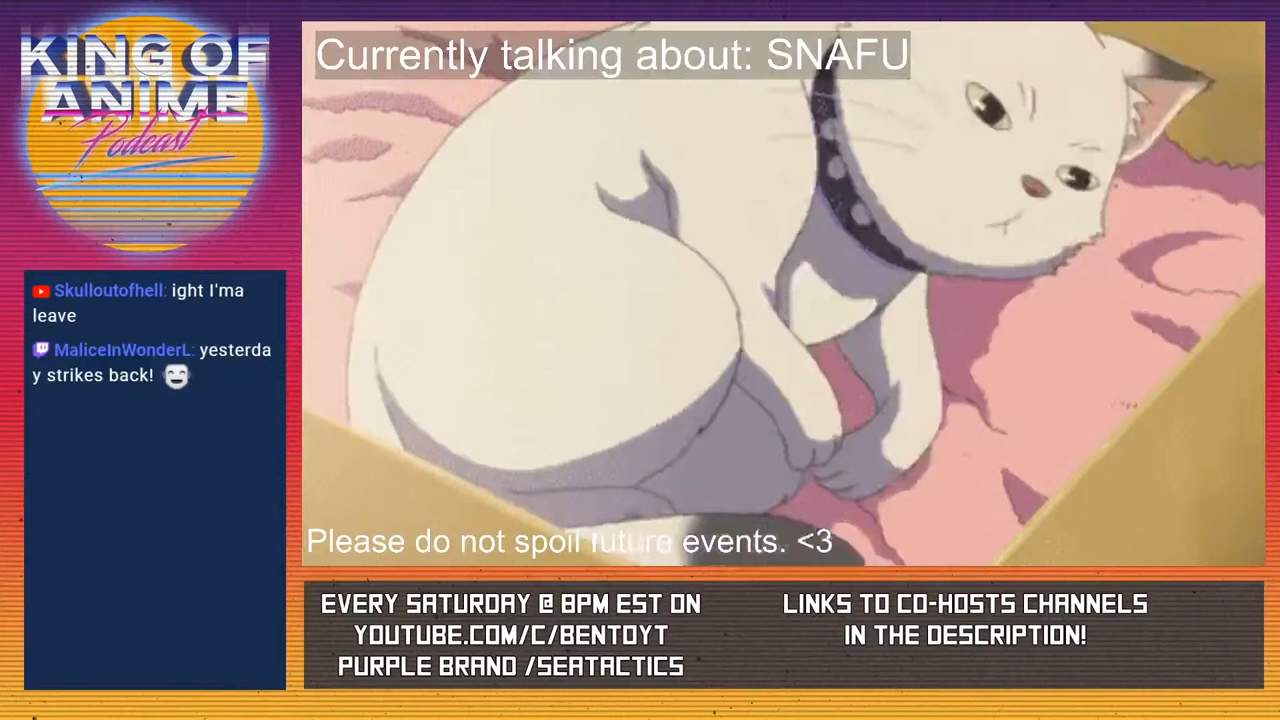 KING OF
ANIME
Podcast
Currently talking about: SNAFU
Skulloutofhell: ight I'ma
leave
MaliceInWonderL: yesterda
y strikes back!
Please do not spoil future events. <3
EVERY SATURDAY @ 8PM EST ON
YOUTUBE.COM/C/BENTOYT
PURPLE BRAND /SEATACTICS
LINKS TO CO-HOSTS CHANNELS
IN THE DESCRIPTION!